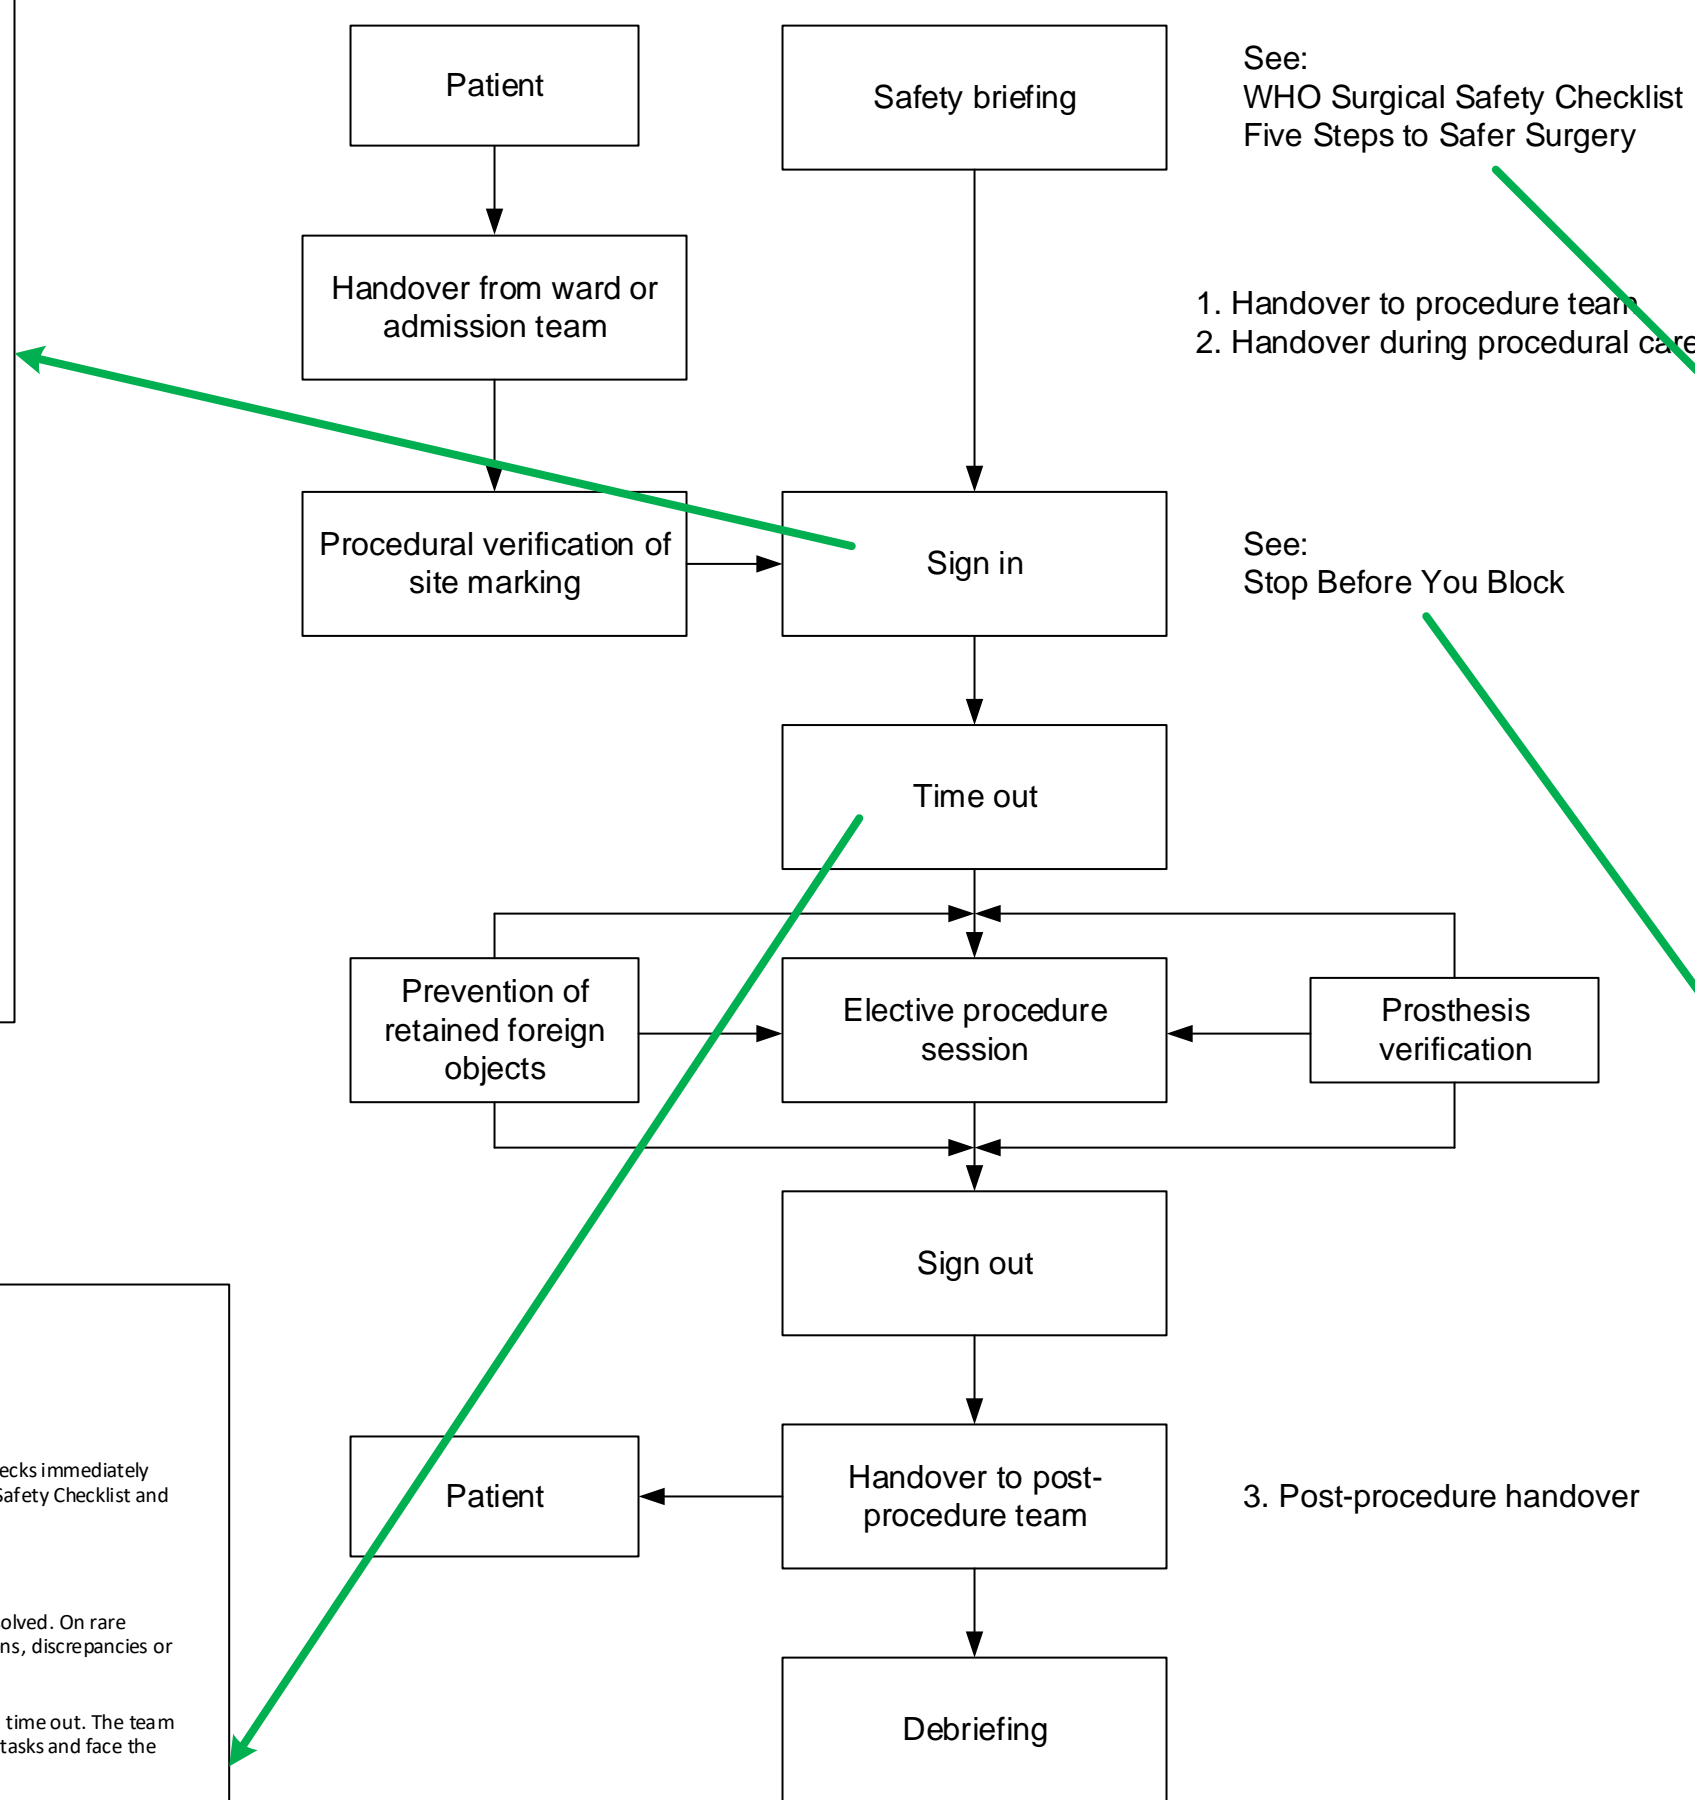 Patient
Safety briefing
See:
WHO Surgical Safety Checklist
Five Steps to Safer Surgery
Handover from ward or
admission team
1. Handover to procedure team
2. Handover during procedural care
Procedural verification of
site marking
Sign in
See:
Stop Before You Block
Time out
Prevention of
retained foreign
objects
Elective procedure
session
Prosthesis
verification
Sign out
Patient
Handover to post-
procedure team
3. Post-procedure handover
Debriefing
ecks immediately
Safety Checklist and
olved. On rare
ns, discrepancies or
time out. The team
tasks and face the